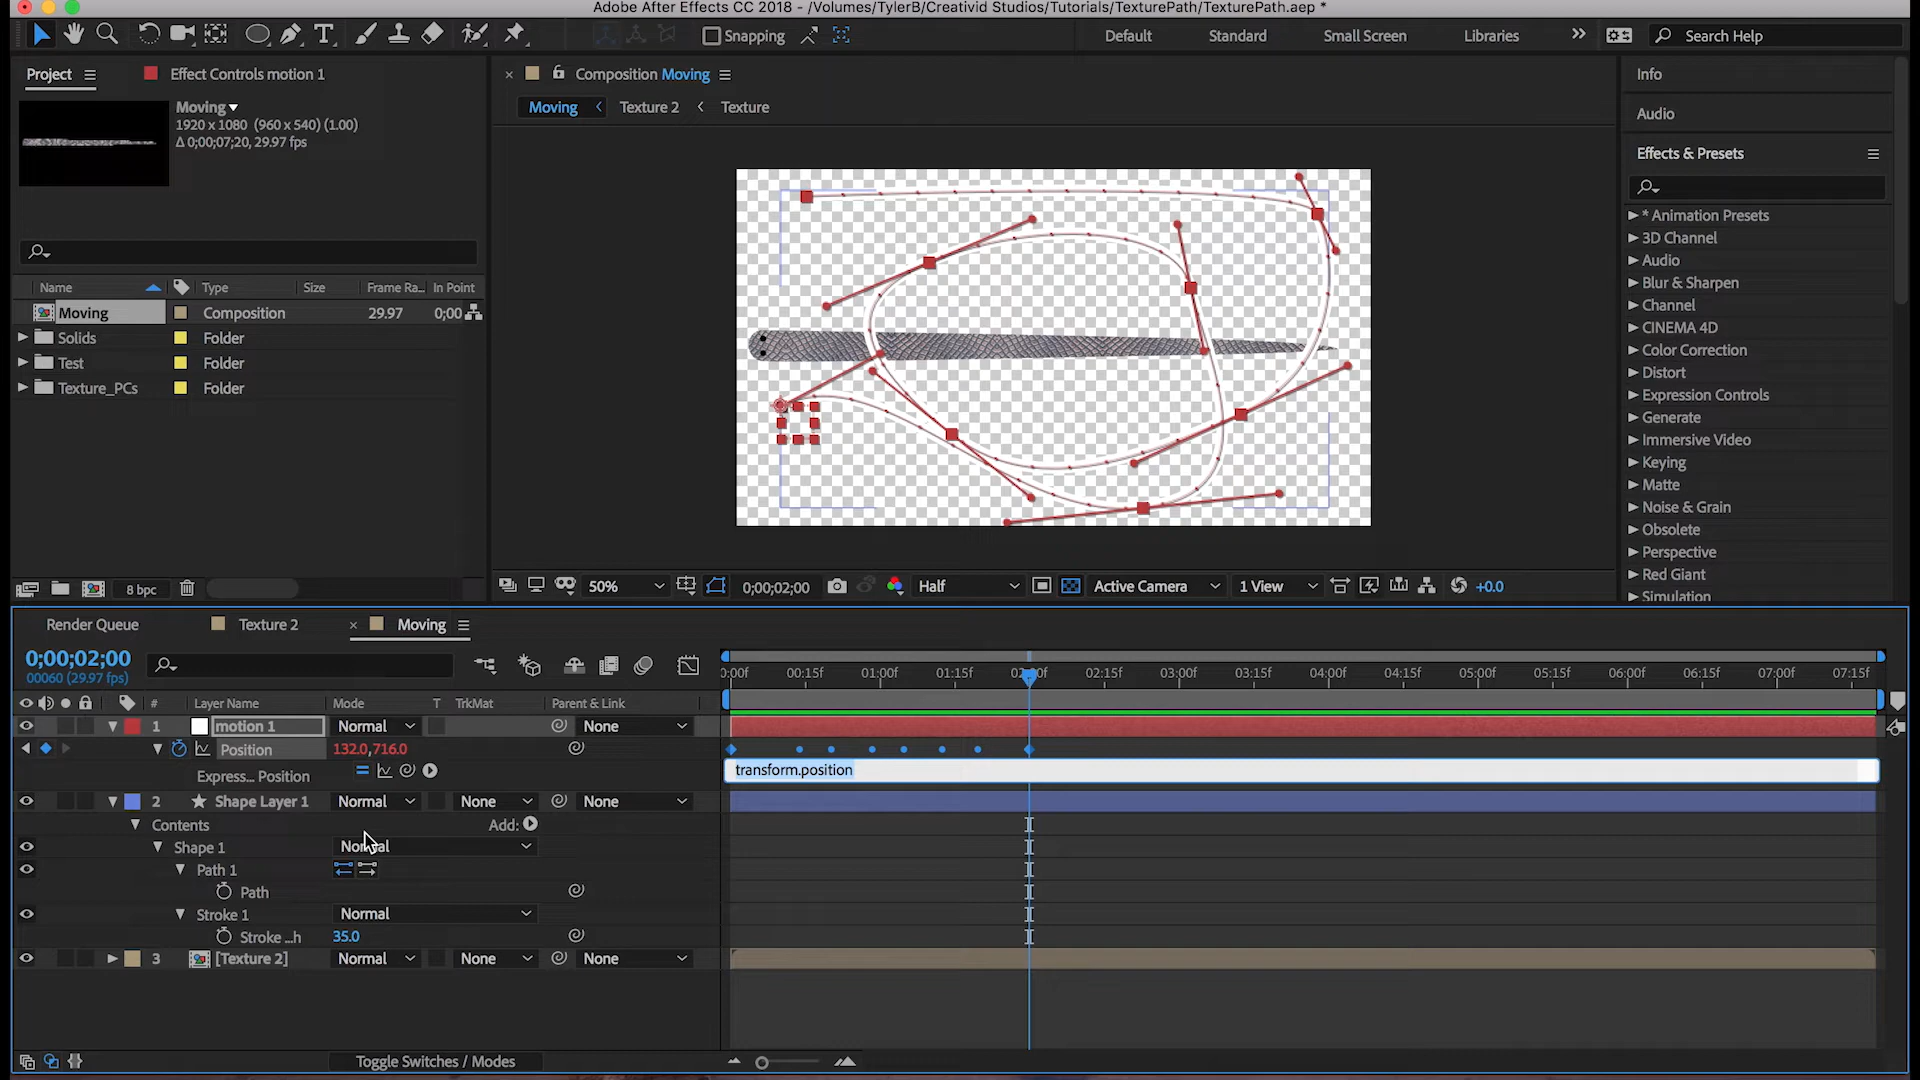 Adobe After Effects CC 2018 - /Volumes/TylerB/Creativid Studios/Tutorials/TexturePath/TexturePath.aep *
Snapping
Default
Standard
Small Screen
Libraries
Search Help
Project
Effect Controls motion 1
Moving
1920 x 1080 (960 x 540) (1.00)
Δ 0;00;07;20, 29.97 fps
Name Type Size Frame Ra... In Point
Moving Composition 29.97 0;00
Solids Folder
Test Folder
Texture_PCs Folder
8 bpc
Composition Moving
Moving Texture 2 Texture
50% 0;00;02;00 Half Active Camera 1 View +0.0
Info
Audio
Effects & Presets
* Animation Presets
3D Channel
Audio
Blur & Sharpen
Channel
CINEMA 4D
Color Correction
Distort
Expression Controls
Generate
Immersive Video
Keying
Matte
Noise & Grain
Obsolete
Perspective
Red Giant
Simulation
Render Queue Texture 2 Moving
0;00;02;00
00060 (29.97 fps)
0:00f 00:15f 01:00f 01:15f 02:00f 02:15f 03:00f 03:15f 04:00f 04:15f 05:00f 05:15f 06:00f 06:15f 07:00f 07:15f
# Layer Name Mode T TrkMat Parent & Link
1 motion 1 Normal None
Position 132.0,716.0
Express... Position transform.position
2 Shape Layer 1 Normal None None
Contents Add:
Shape 1 Normal
Path 1
Path
Stroke 1 Normal
Stroke ...h 35.0
3 [Texture 2] Normal None None
Toggle Switches / Modes